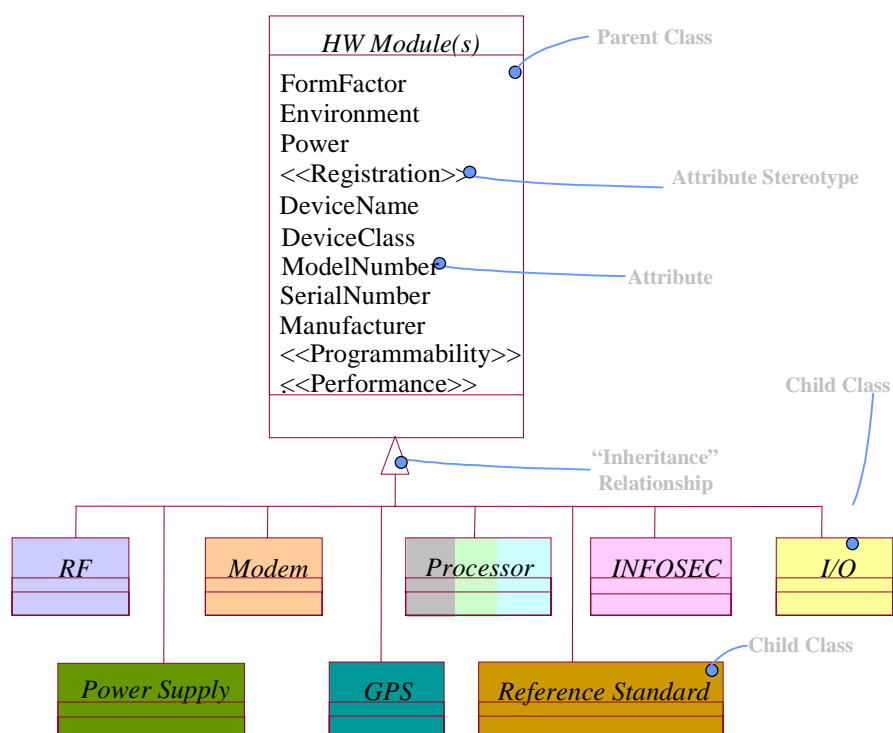 HW Module(s)
Parent Class
FormFactor
Environment
Power
<<Registration>>
Attribute Stereotype
DeviceName
DeviceClass
ModelNumber
Attribute
SerialNumber
Manufacturer
<<Programmability>>
<<Performance>>
Child Class
“Inheritance”
Relationship
RF
Modem
Processor
INFOSEC
I/O
Child Class
Power Supply
GPS
Reference Standard